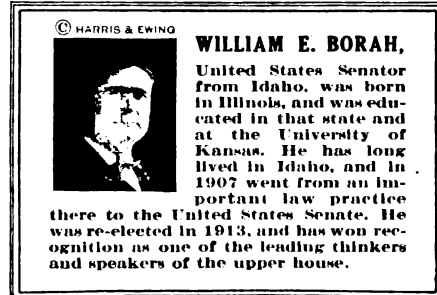 © HARRIS & EWING
WILLIAM E. BORAH,
United States Senator
from Idaho, was born
in Illinois, and was edu-
cated in that state and
at the University of
Kansas. He has long
lived in Idaho, and in
1907 went from an im-
portant law practice
there to the United States Senate. He
was re-elected in 1913, and has won rec-
ognition as one of the leading thinkers
and speakers of the upper house.